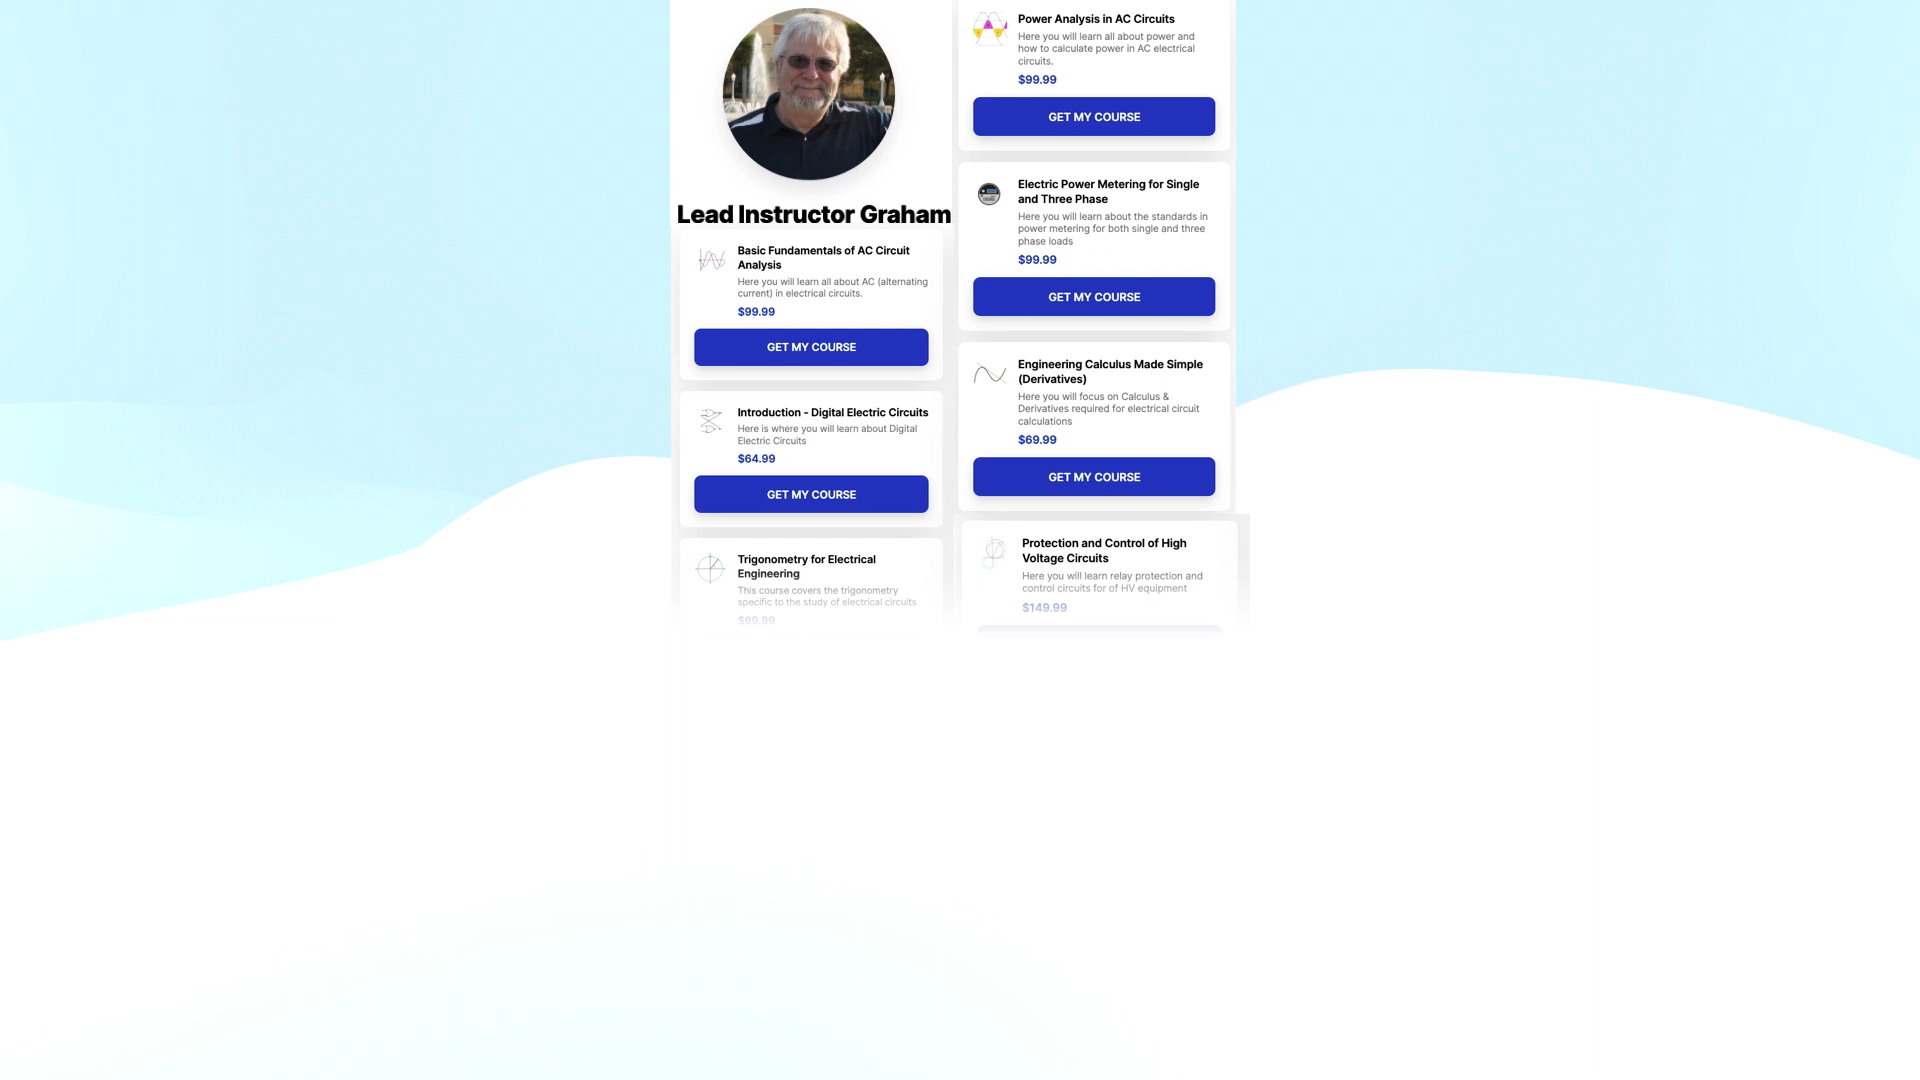 Lead Instructor Graham
Basic Fundamentals of AC Circuit
Analysis
Here you will learn all about AC (alternating
current) in electrical circuits.
$99.99
GET MY COURSE
Introduction - Digital Electric Circuits
Here is where you will learn about Digital
Electric Circuits
$64.99
GET MY COURSE
Trigonometry for Electrical
Engineering
This course covers the trigonometry
specific to the study of electrical circuits
$69.99
Power Analysis in AC Circuits
Here you will learn all about power and
how to calculate power in AC electrical
circuits.
$99.99
GET MY COURSE
Electric Power Metering for Single
and Three Phase
Here you will learn about the standards in
power metering for both single and three
phase loads
$99.99
GET MY COURSE
Engineering Calculus Made Simple
(Derivatives)
Here you will focus on Calculus &
Derivatives required for electrical circuit
calculations
$69.99
GET MY COURSE
Protection and Control of High
Voltage Circuits
Here you will learn relay protection and
control circuits for of HV equipment
$149.99